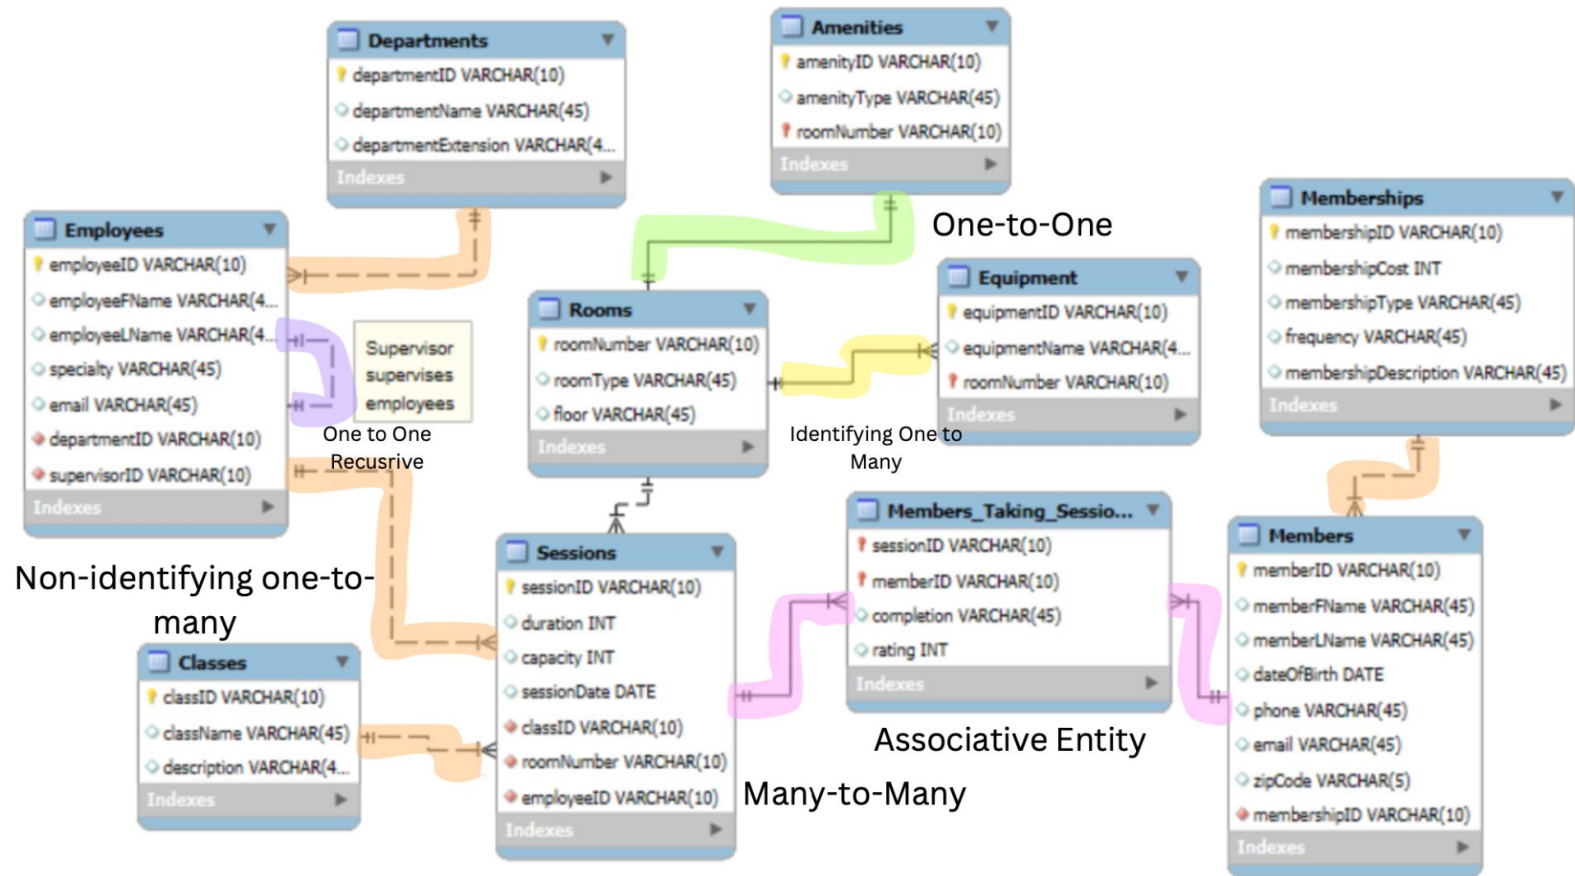 Departments
departmentID VARCHAR(10)
departmentName VARCHAR(45)
departmentExtension VARCHAR(4...
Indexes
Amenities
amenityID VARCHAR(10)
amenityType VARCHAR(45)
roomNumber VARCHAR(10)
Indexes
One-to-One
Memberships
membershipID VARCHAR(10)
membershipCost INT
membershipType VARCHAR(45)
frequency VARCHAR(45)
membershipDescription VARCHAR(45)
Indexes
Employees
employeeID VARCHAR(10)
employeeFName VARCHAR(4...
employeeLName VARCHAR(4...
specialty VARCHAR(45)
email VARCHAR(45)
departmentID VARCHAR(10)
supervisorID VARCHAR(10)
Indexes
Supervisor
supervises
employees
One to One
Recusrive
Rooms
roomNumber VARCHAR(10)
roomType VARCHAR(45)
floor VARCHAR(45)
Indexes
Equipment
equipmentID VARCHAR(10)
equipmentName VARCHAR(4...
roomNumber VARCHAR(10)
Indexes
Identifying One to
Many
Non-identifying one-to-
many
Classes
classID VARCHAR(10)
className VARCHAR(45)
description VARCHAR(4...
Indexes
Sessions
sessionID VARCHAR(10)
duration INT
capacity INT
sessionDate DATE
classID VARCHAR(10)
roomNumber VARCHAR(10)
employeeID VARCHAR(10)
Indexes
Members_Taking_Sessio...
sessionID VARCHAR(10)
memberID VARCHAR(10)
completion VARCHAR(45)
rating INT
Indexes
Associative Entity
Many-to-Many
Members
memberID VARCHAR(10)
memberFName VARCHAR(45)
memberLName VARCHAR(45)
dateOfBirth DATE
phone VARCHAR(45)
email VARCHAR(45)
zipCode VARCHAR(5)
membershipID VARCHAR(10)
Indexes